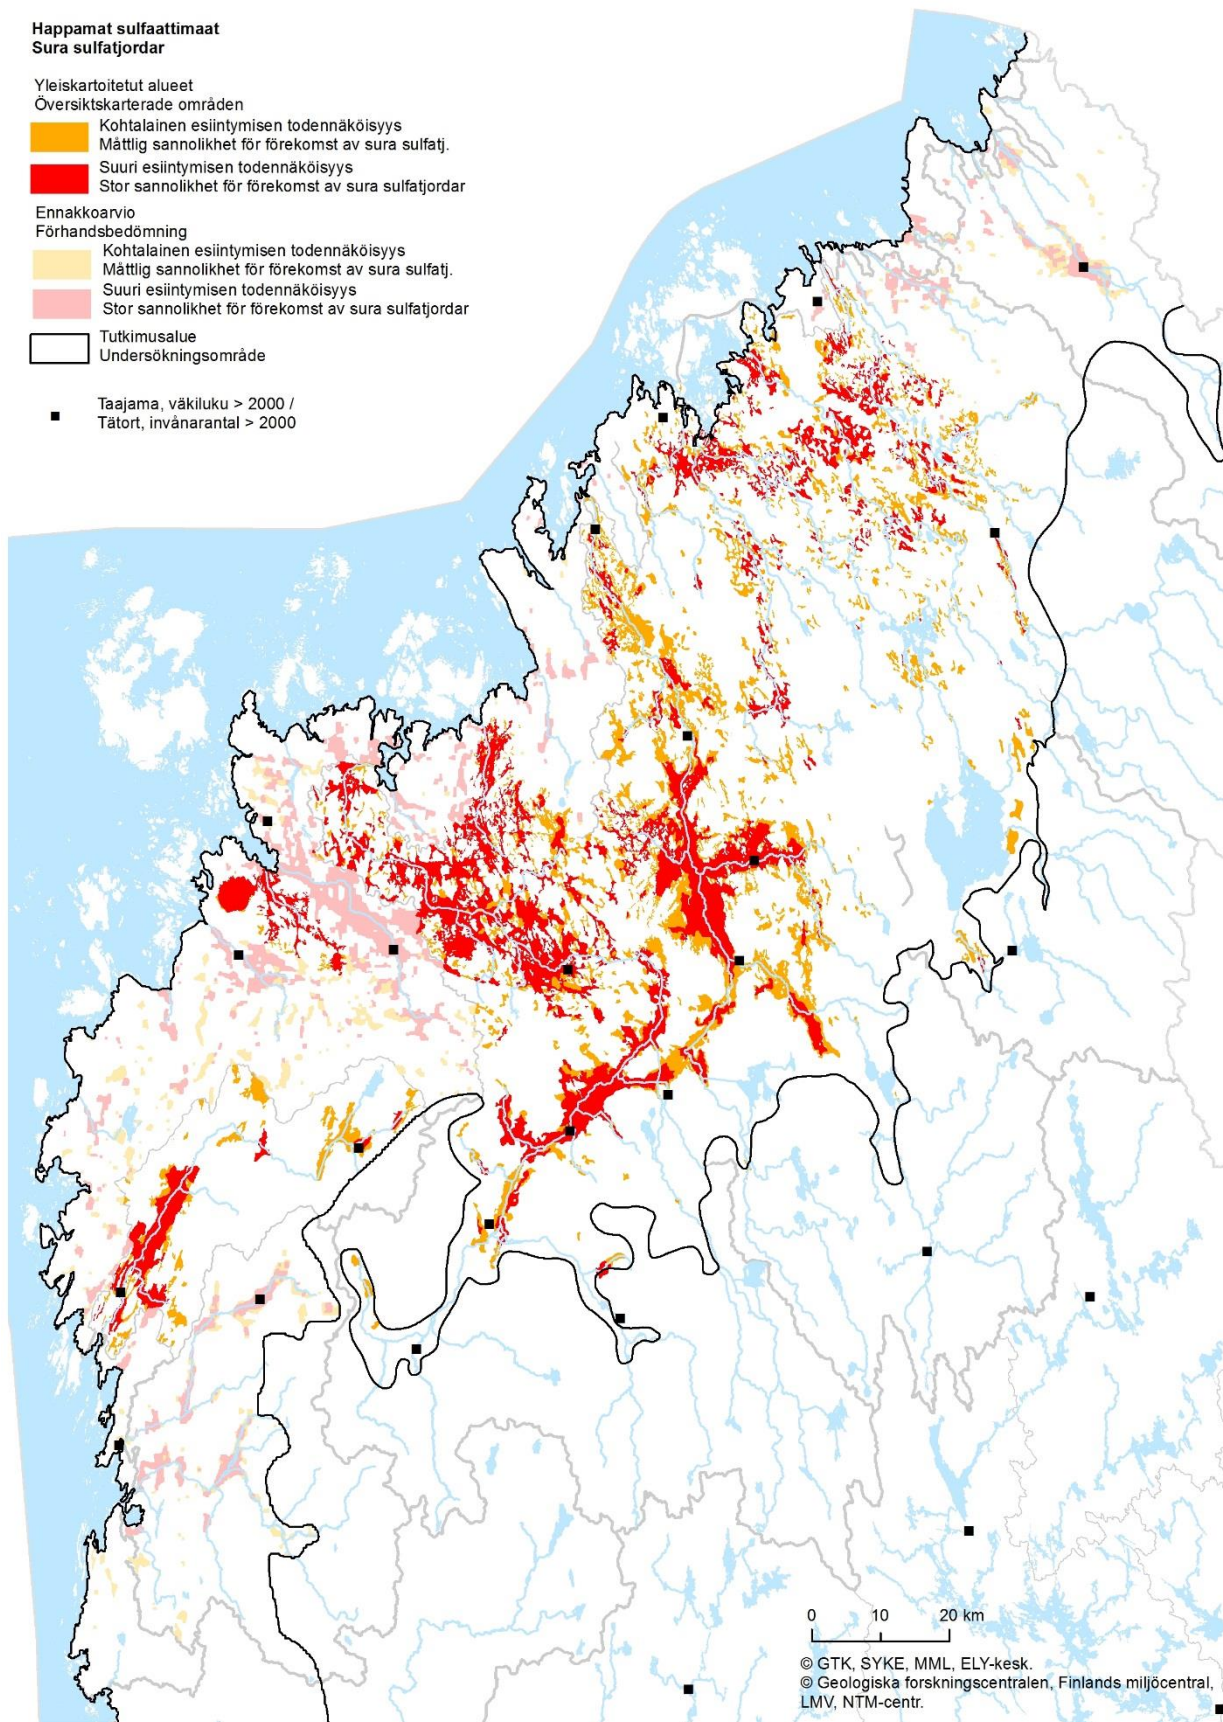 Happamat sulfaattimaat
Sura sulfatjordar
Yleiskartoitetut alueet
Översiktskarterade områden
Kohtalainen esiintymisen todennäköisyys
Måttlig sannolikhet för förekomst av sura sulfatj.
Suuri esiintymisen todennäköisyys
Stor sannolikhet för förekomst av sura sulfatjordar
Ennakkoarvio
Förhandsbedömning
Kohtalainen esiintymisen todennäköisyys
Måttlig sannolikhet för förekomst av sura sulfatj.
Suuri esiintymisen todennäköisyys
Stor sannolikhet för förekomst av sura sulfatjordar
Tutkimusalue
Undersökningsområde
Taajama, väkiluku > 2000 /
Tätort, invånarantal > 2000
0 10 20 km
© GTK, SYKE, MML, ELY-kesk.
© Geologiska forskningscentralen, Finlands miljöcentral,
LMV, NTM-centr.